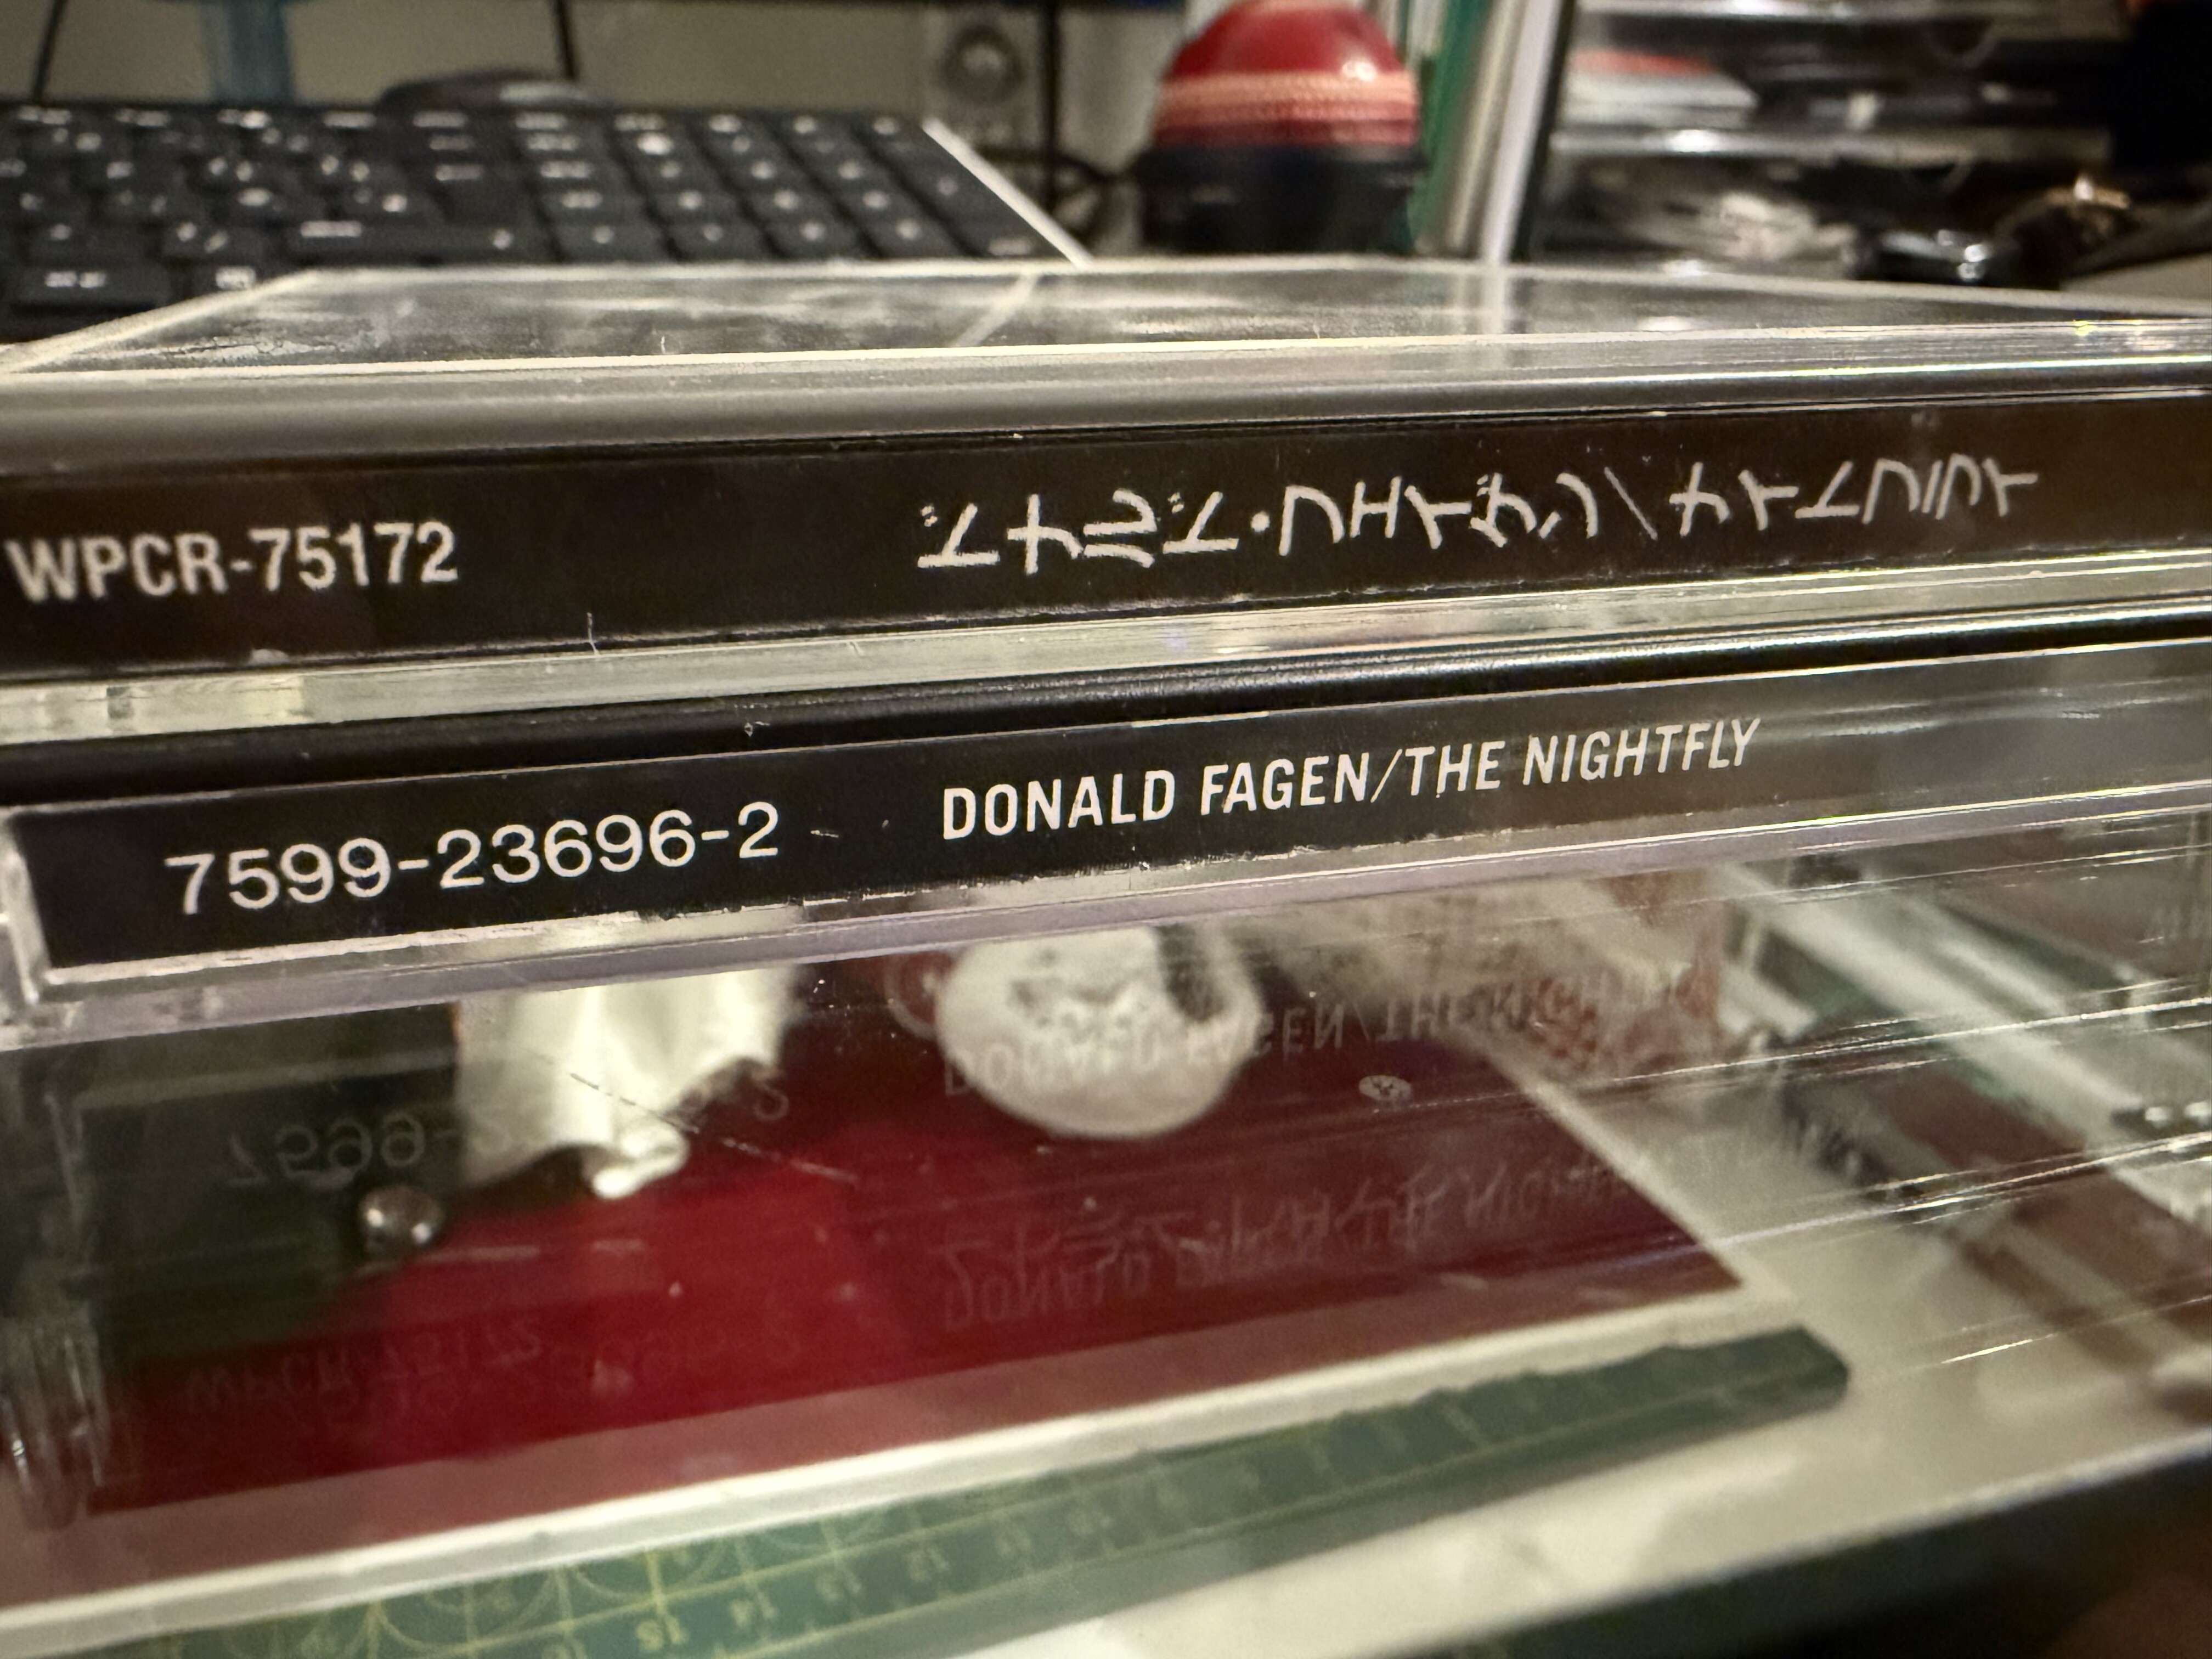 WPCR-75172 ドナルド・フェイゲン/ナイトフライ
7599-23696-2 DONALD FAGEN/THE NIGHTFLY